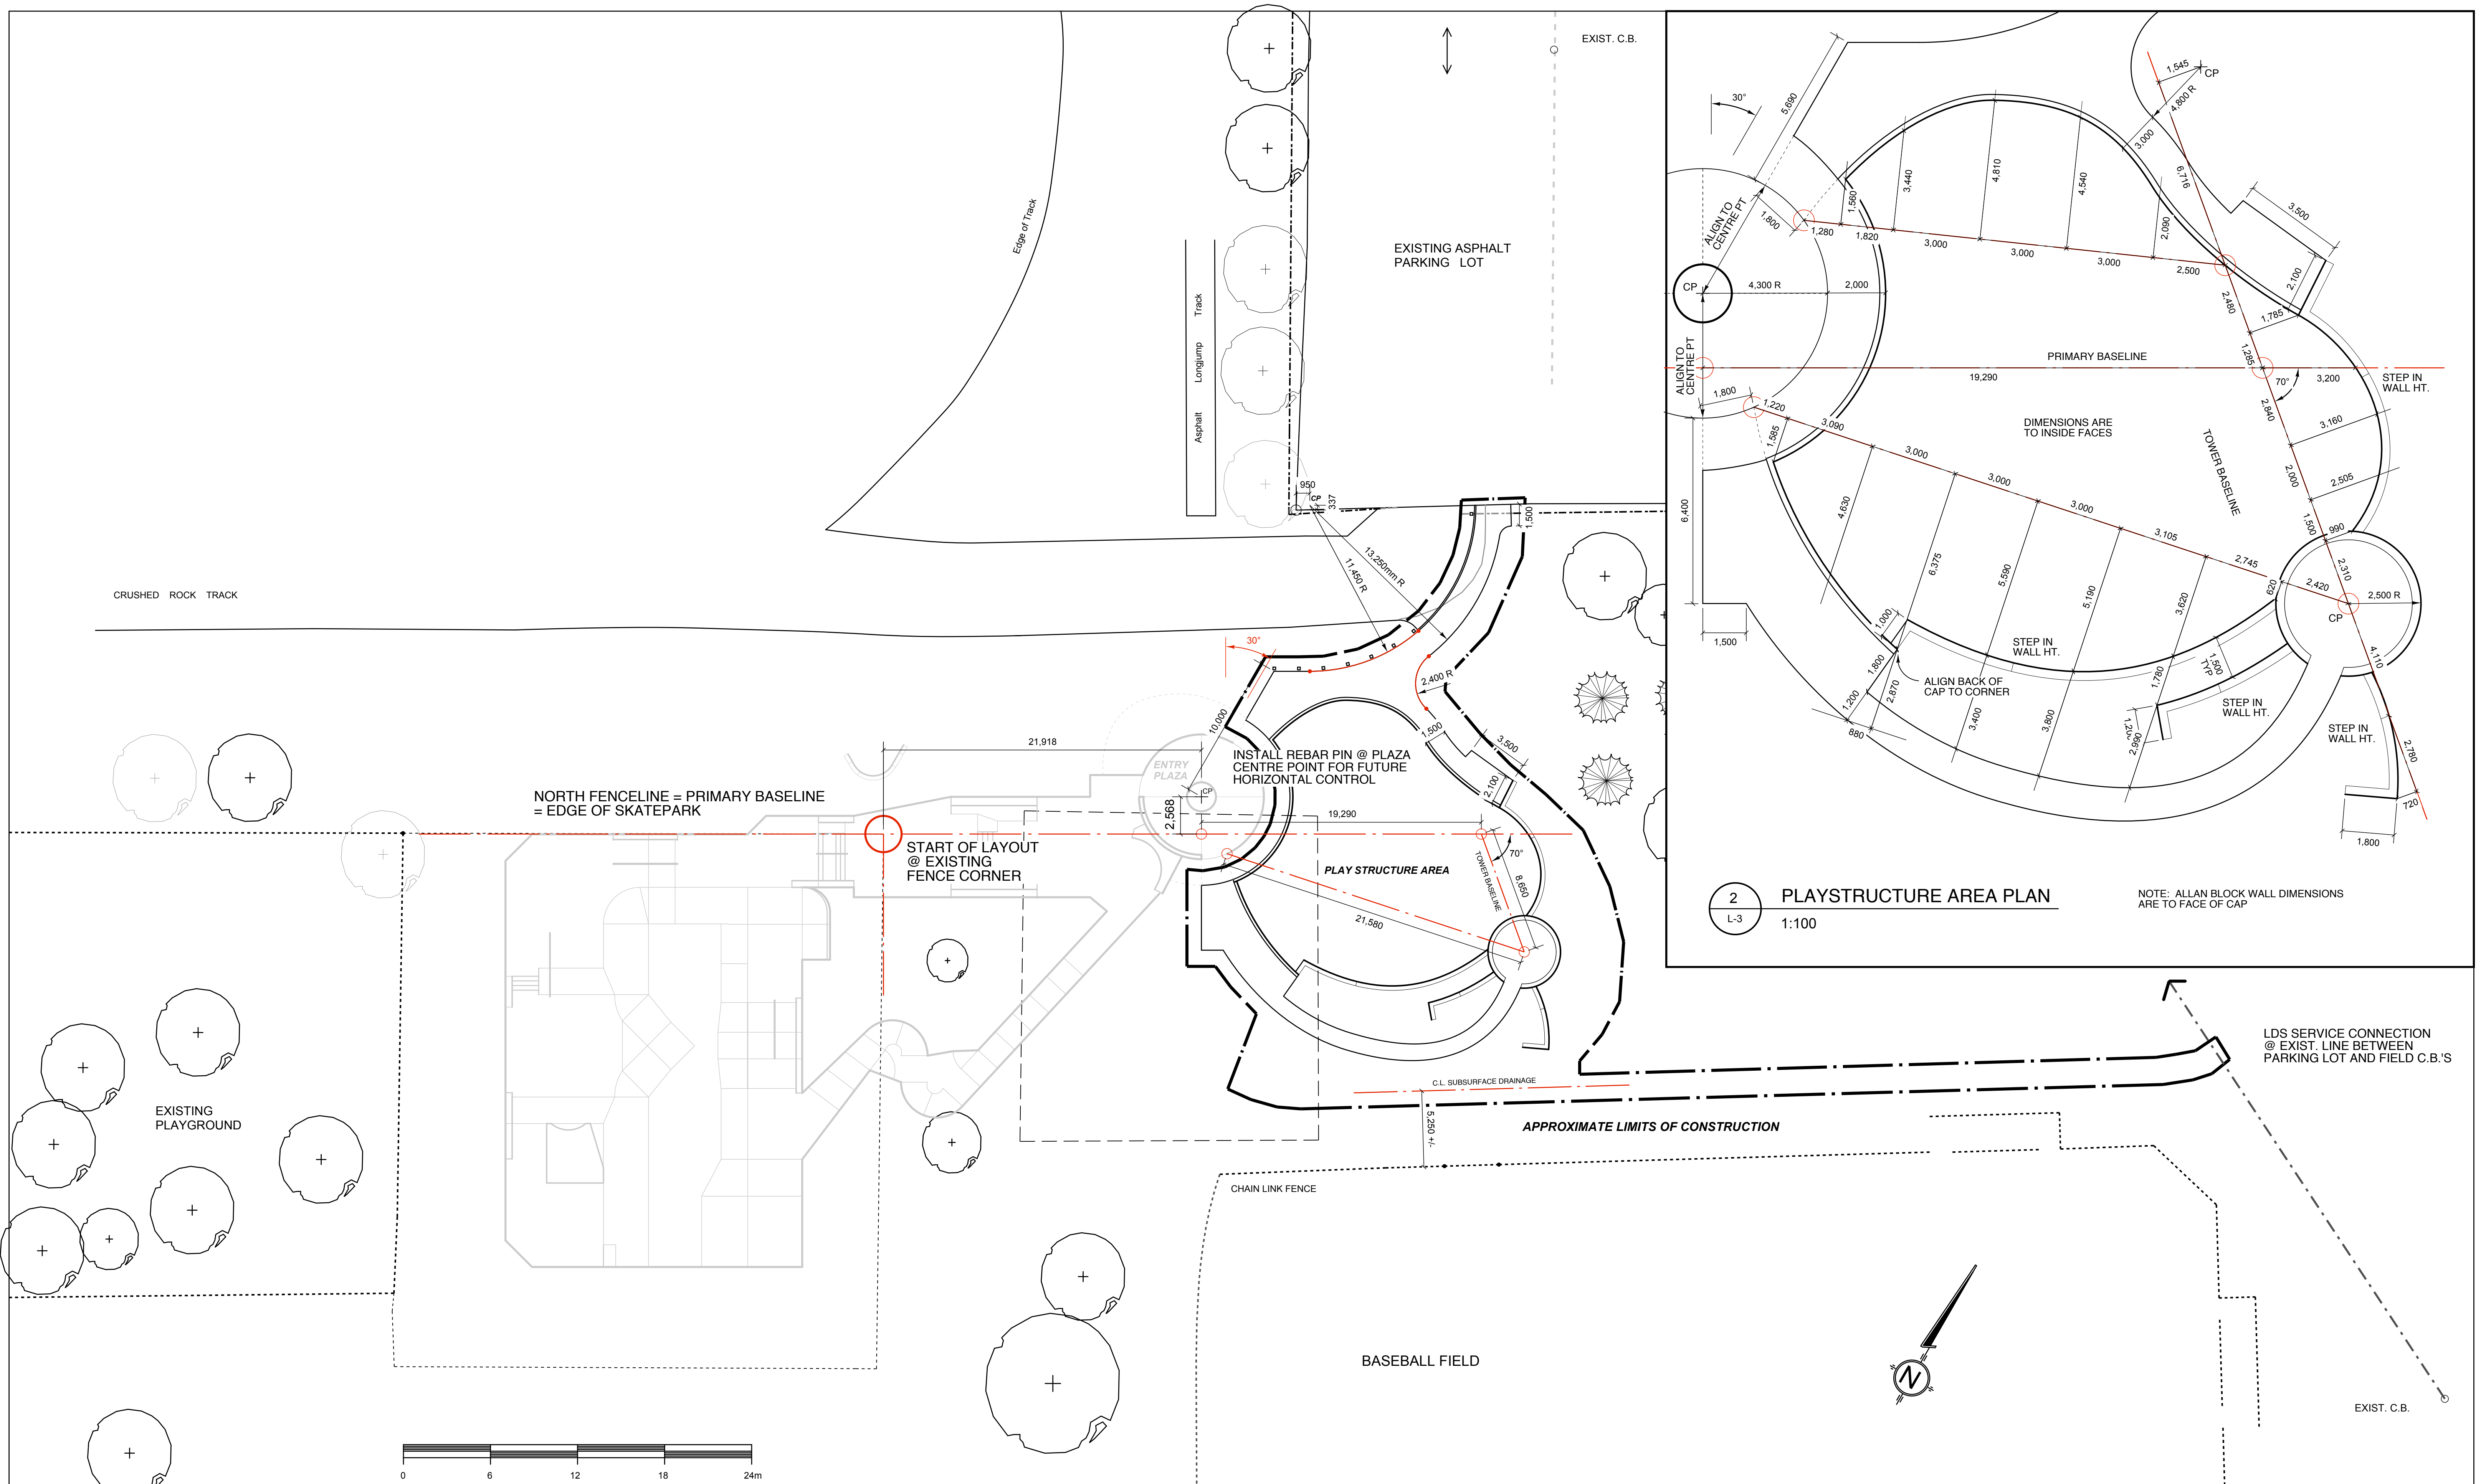 EXIST. C.B.
Edge of Track
EXISTING ASPHALT
PARKING LOT
Asphalt Longjump Track
CRUSHED ROCK TRACK
950
CP
337
1,500
13,250mm R
11,450 R
30°
2,400 R
10,000
1,500
3,500
2,100
21,918
ENTRY
PLAZA
CP
INSTALL REBAR PIN @ PLAZA
CENTRE POINT FOR FUTURE
HORIZONTAL CONTROL
NORTH FENCELINE = PRIMARY BASELINE
= EDGE OF SKATEPARK
2,568
19,290
START OF LAYOUT
@ EXISTING
FENCE CORNER
PLAY STRUCTURE AREA
70°
TOWER BASELINE
8,650
21,580
EXISTING
PLAYGROUND
C.L. SUBSURFACE DRAINAGE
5,250 +/-
APPROXIMATE LIMITS OF CONSTRUCTION
CHAIN LINK FENCE
BASEBALL FIELD
LDS SERVICE CONNECTION
@ EXIST. LINE BETWEEN
PARKING LOT AND FIELD C.B.'S
EXIST. C.B.
N
0 6 12 18 24m
30°
5,690
1,545
CP
4,800 R
3,000
6,716
3,500
2,100
1,560
3,440
4,810
4,540
2,090
ALIGN TO
CENTRE PT
1,800
1,280
1,820
3,000
3,000
3,000
2,500
CP
4,300 R
2,000
2,480
1,785
1,285
ALIGN TO
CENTRE PT
PRIMARY BASELINE
19,290
70°
3,200
STEP IN
WALL HT.
1,800
1,220
3,090
1,585
3,000
3,000
3,000
3,105
2,745
DIMENSIONS ARE
TO INSIDE FACES
TOWER BASELINE
2,840
3,160
2,000
2,505
1,500
990
2,310
2,420
2,500 R
CP
620
6,400
1,500
4,630
6,375
5,590
5,190
3,620
1,000
1,800
1,200
2,870
880
STEP IN
WALL HT.
ALIGN BACK OF
CAP TO CORNER
3,400
3,800
1,780
1,500
TYP
2,990
STEP IN
WALL HT.
4,110
STEP IN
WALL HT.
2,780
720
1.800
2
L-3
PLAYSTRUCTURE AREA PLAN
1:100
NOTE: ALLAN BLOCK WALL DIMENSIONS
ARE TO FACE OF CAP